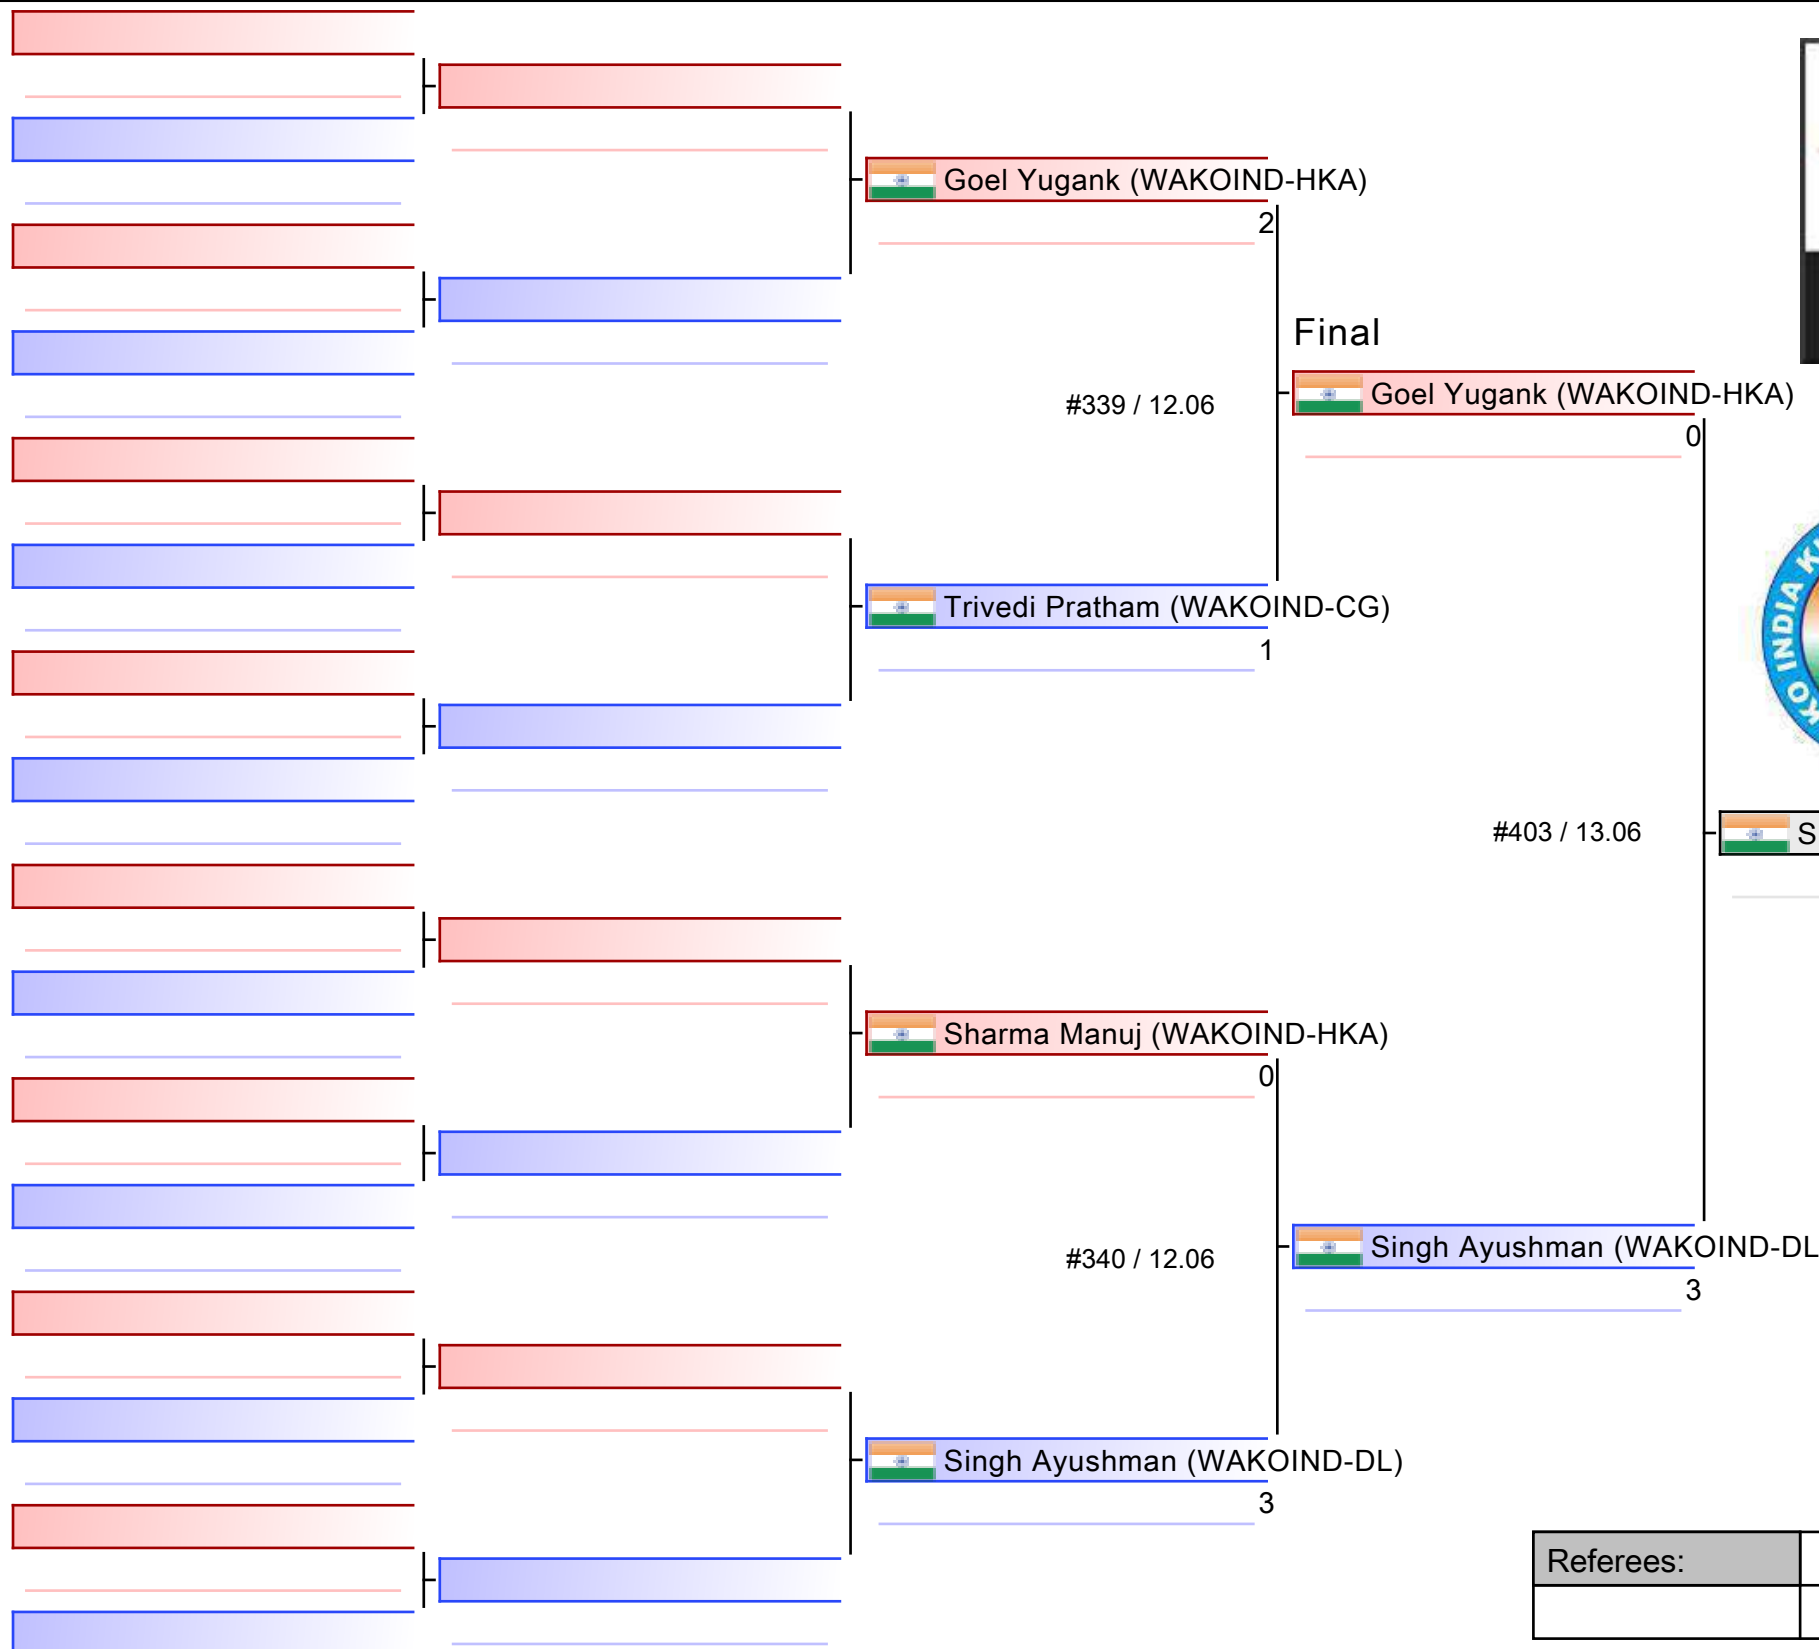 Goel Yugank (WAKOIND-HKA)
2
Final
#339 / 12.06
Goel Yugank (WAKOIND-HKA)
0
Trivedi Pratham (WAKOIND-CG)
1
INDIA
#403 / 13.06
S
Sharma Manuj (WAKOIND-HKA)
0
#340 / 12.06
Singh Ayushman (WAKOIND-DL
3
Singh Ayushman (WAKOIND-DL)
3
Referees: